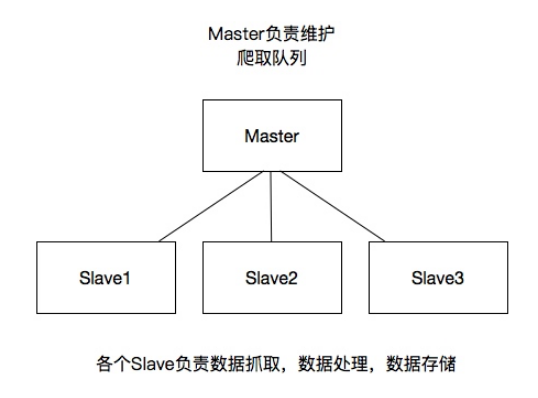 Master负责维护
爬取队列
Master
Slave1
Slave2
Slave3
各个Slave负责数据抓取，数据处理，数据存储